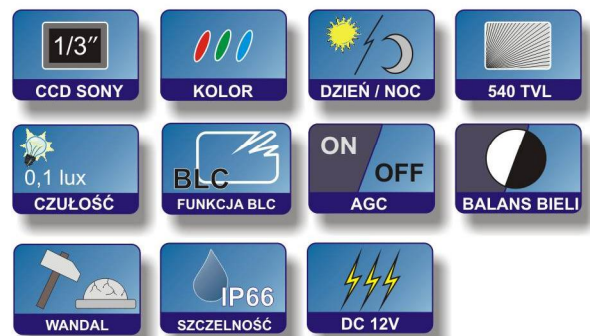 1/3″
CCD SONY
KOLOR
DZIEŃ / NOC
540 TVL
0,1 lux
CZUŁOŚĆ
BLC
FUNKCJA BLC
ON
OFF
AGC
BALANS BIELI
WANDAL
IP66
SZCZELNOŚĆ
DC 12V